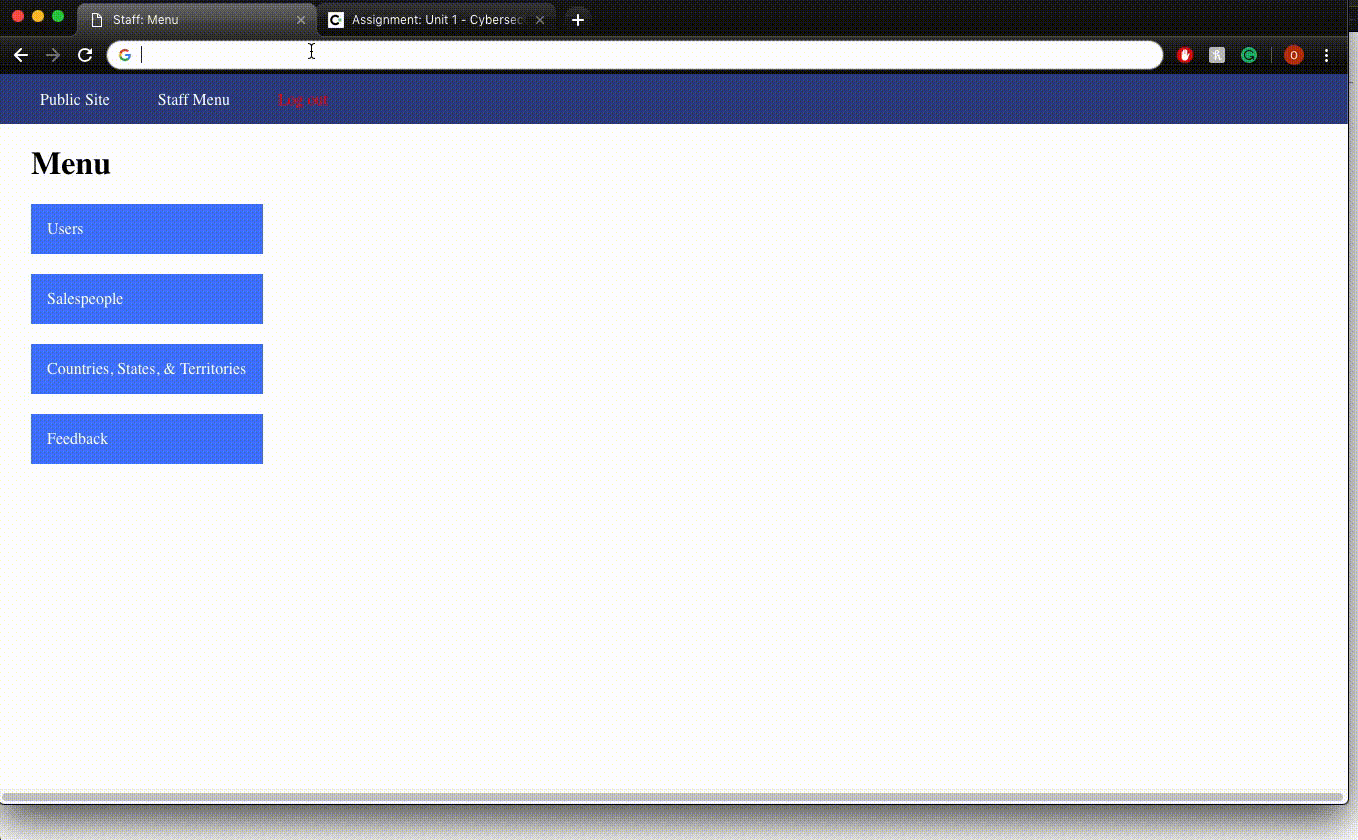 Staff: Menu
Assignment: Unit 1 - Cybersec
Public Site Staff Menu Log out
Menu
Users
Salespeople
Countries, States, & Territories
Feedback